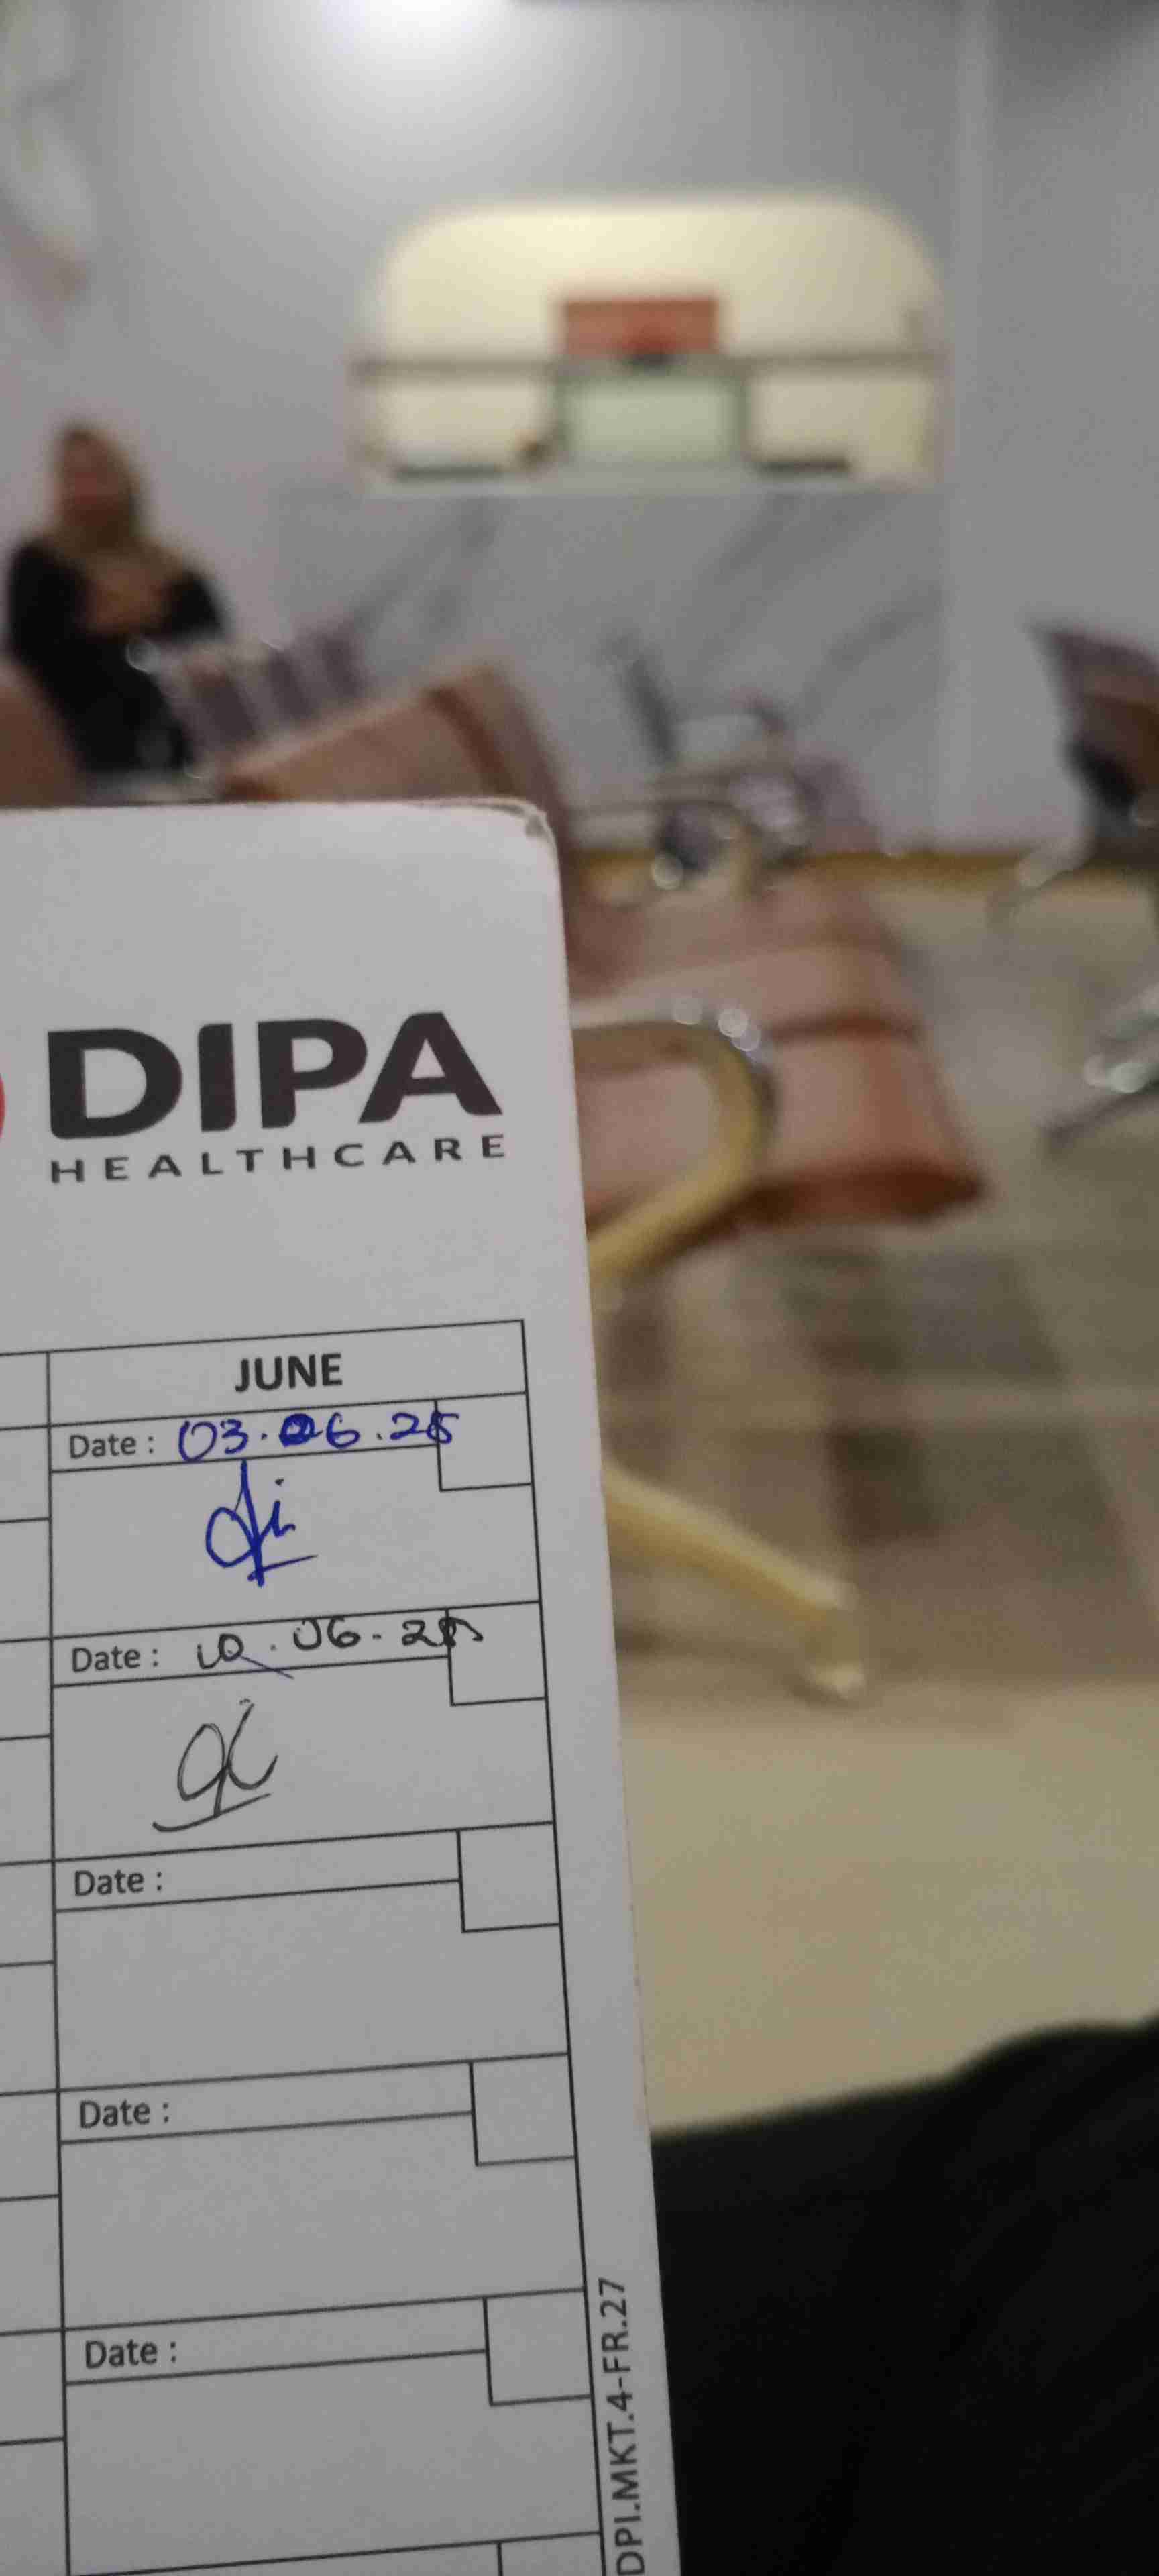 DIPA
HEALTHCARE
JUNE
Date : 03.06.25
Date : 10.06.25
Date :
Date :
Date :
DPI.MKT.4-FR.27